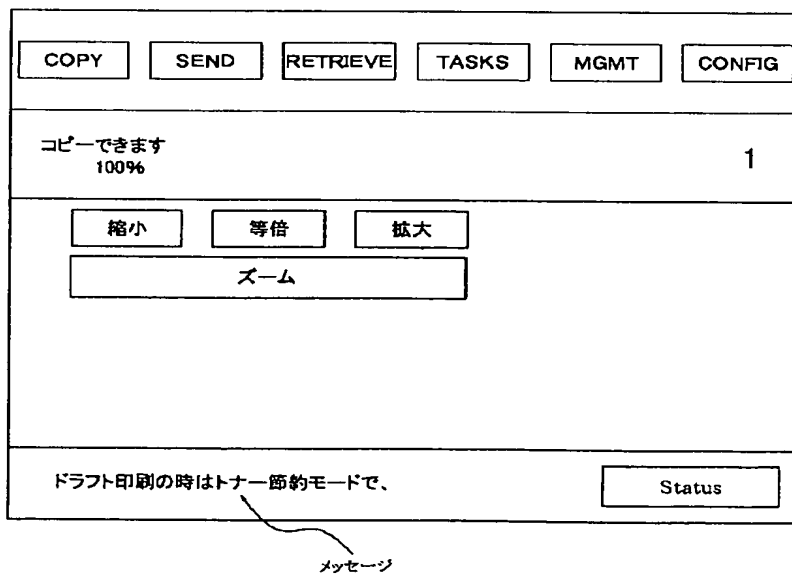 COPY SEND RETRIEVE TASKS MGMT CONFIG
コピーできます
100%
1
縮小 等倍 拡大
ズーム
ドラフト印刷の時はトナー節約モードで、
Status
メッセージ